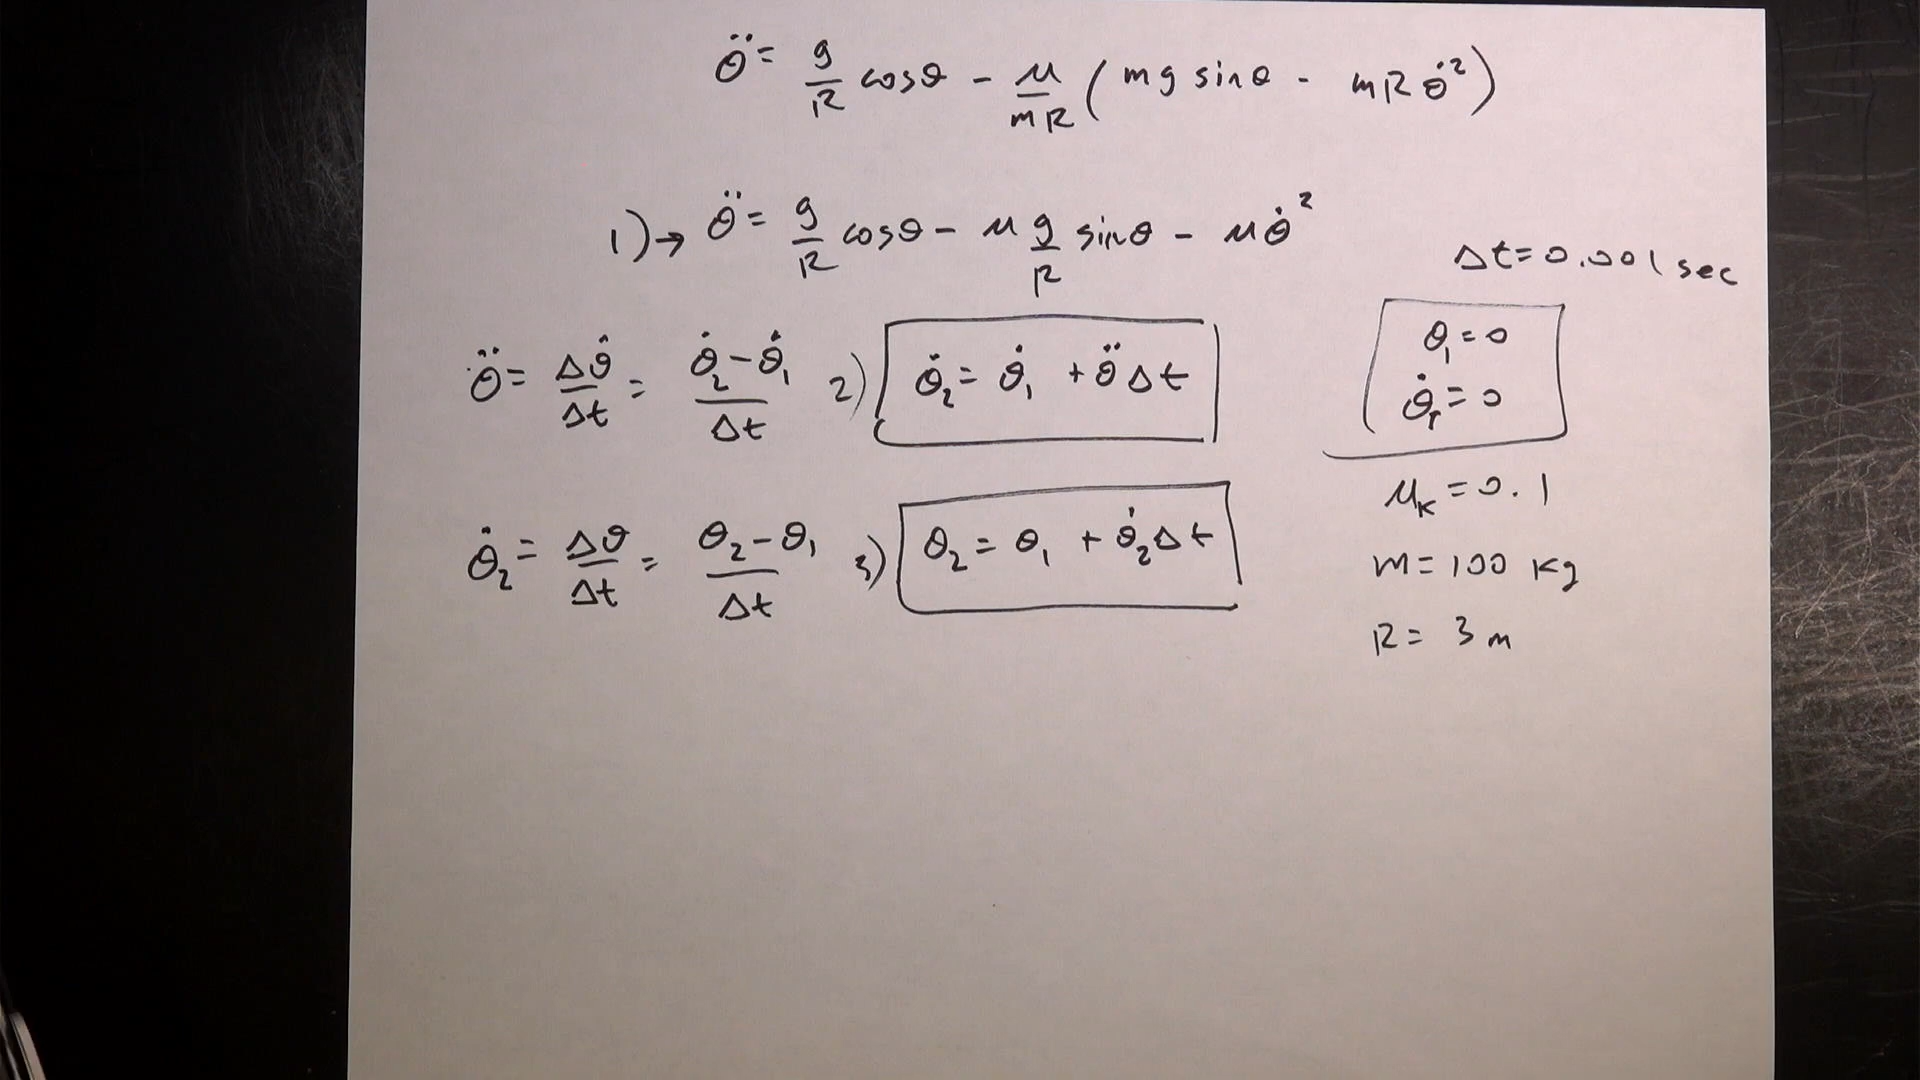 θ̈ = g/R cosθ - μ/mR (mg sinθ - mRθ̇²)
1) → θ̈ = g/R cosθ - μ g/R sinθ - μθ̇²
Δt = 0.001 sec
θ̈ = Δθ̇/Δt = (θ̇₂ - θ̇₁)/Δt 2) θ̇₂ = θ̇₁ + θ̈Δt
θ₁ = 0
θ̇₁ = 0
θ̇₂ = Δθ/Δt = (θ₂ - θ₁)/Δt 3) θ₂ = θ₁ + θ̇₂Δt
μₖ = 0.1
m = 100 kg
R = 3 m